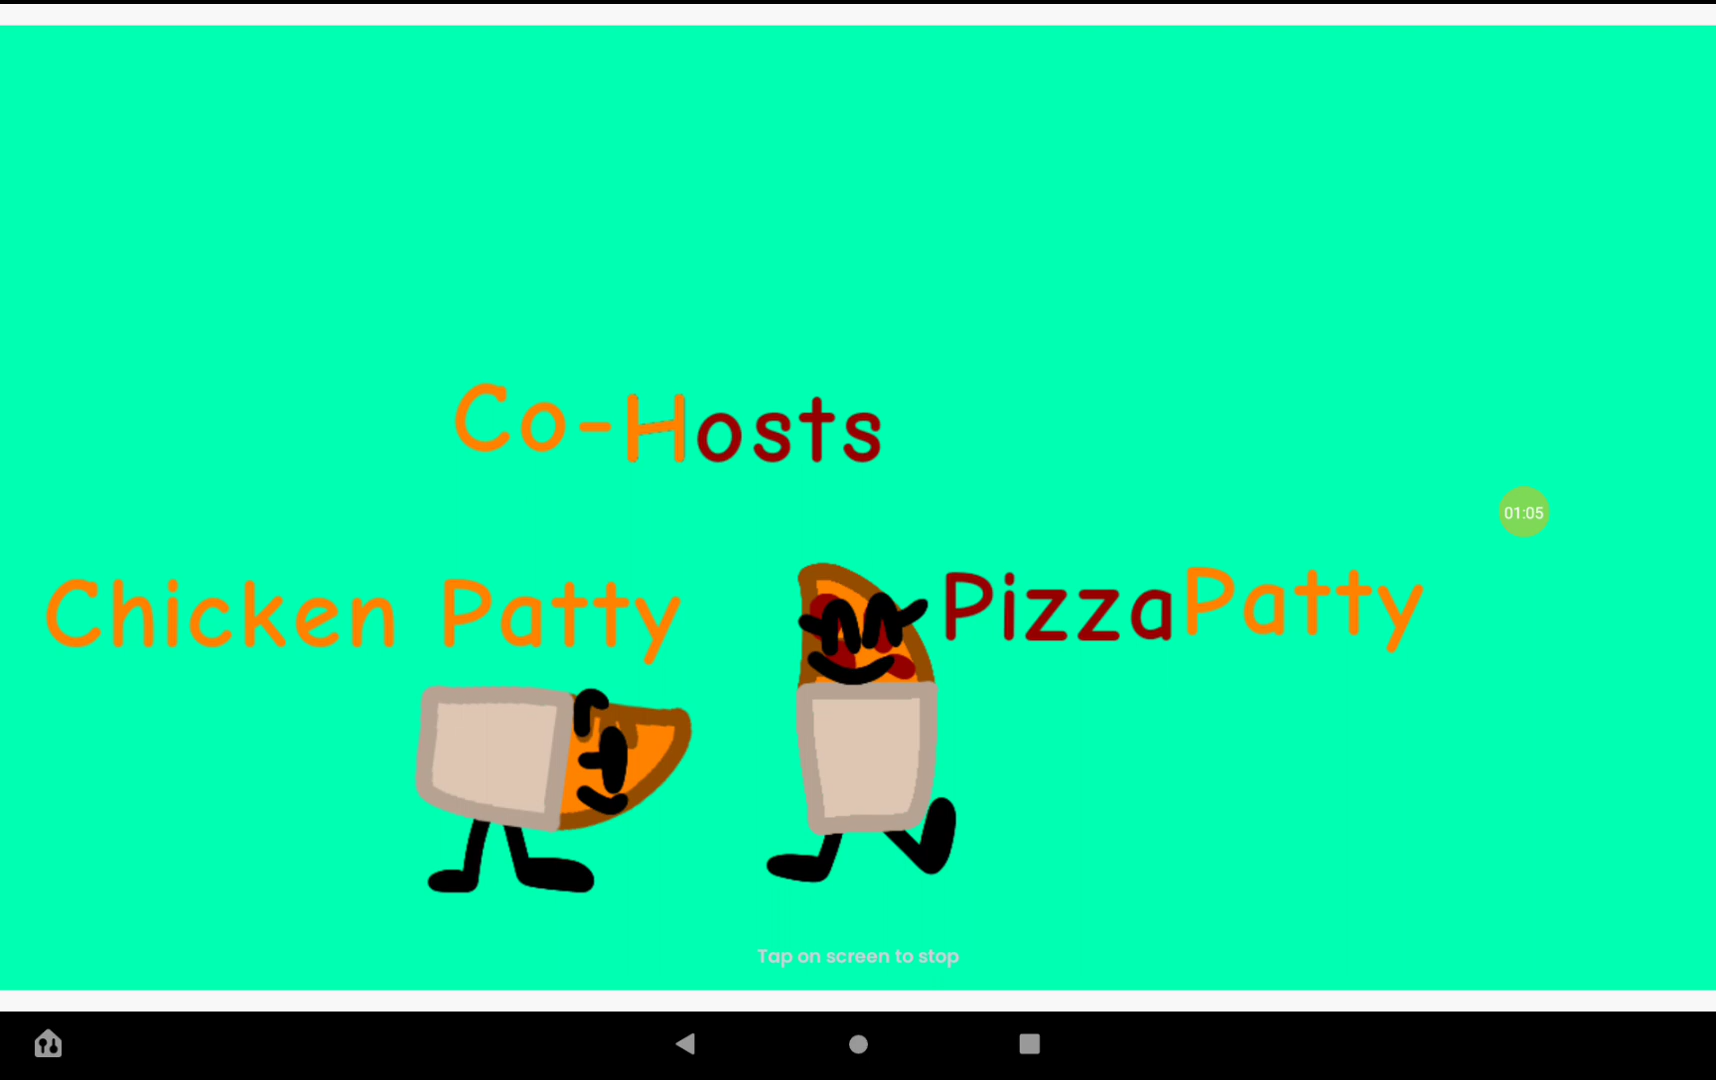 Co-Hosts
01:05
Chicken Patty
PizzaPatty
Tap on screen to stop